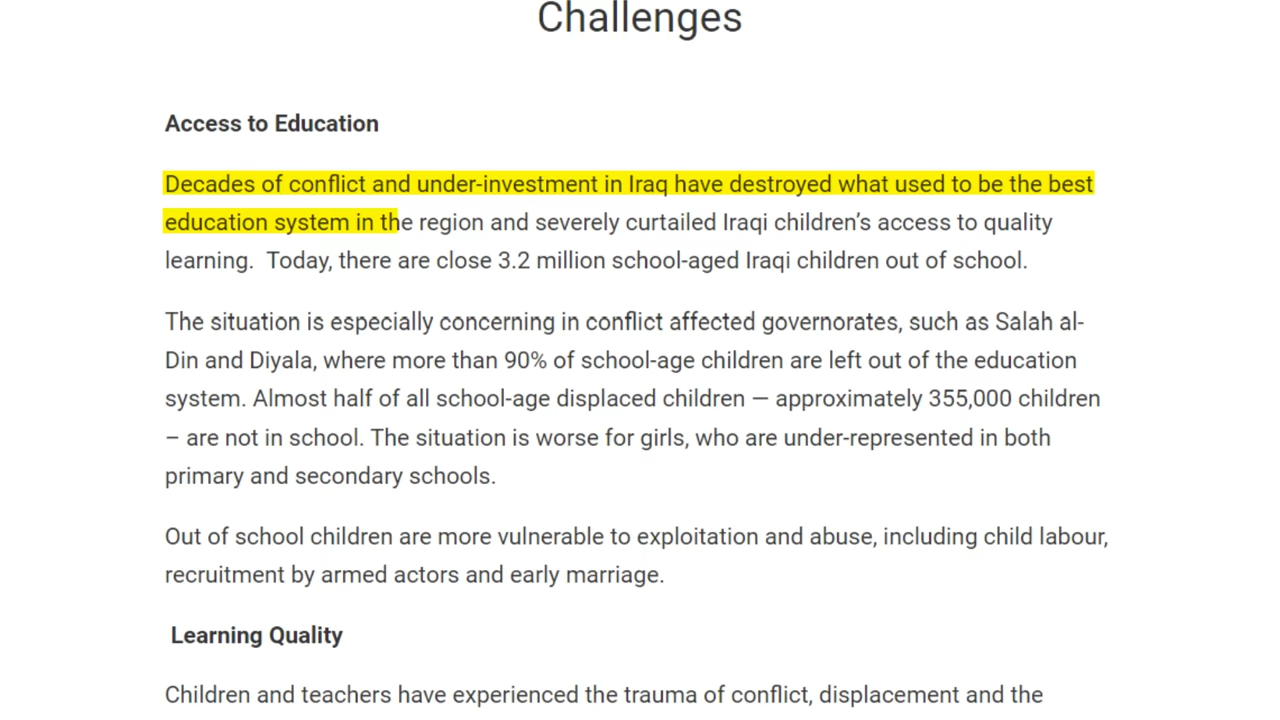 Challenges
Access to Education
Decades of conflict and under-investment in Iraq have destroyed what used to be the best
education system in the region and severely curtailed Iraqi children’s access to quality
learning.  Today, there are close 3.2 million school-aged Iraqi children out of school.
The situation is especially concerning in conflict affected governorates, such as Salah al-
Din and Diyala, where more than 90% of school-age children are left out of the education
system. Almost half of all school-age displaced children — approximately 355,000 children
– are not in school. The situation is worse for girls, who are under-represented in both
primary and secondary schools.
Out of school children are more vulnerable to exploitation and abuse, including child labour,
recruitment by armed actors and early marriage.
Learning Quality
Children and teachers have experienced the trauma of conflict, displacement and the